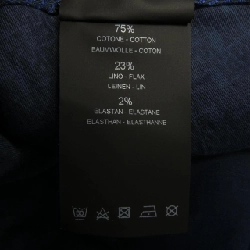 75%
COTONE - COTTON
BAUMWOLLE - COTON
23%
LINO - FLAX
LEINEN - LIN
2%
ELASTAN - ELASTANE
ELASTHAN - ELASTHANNE